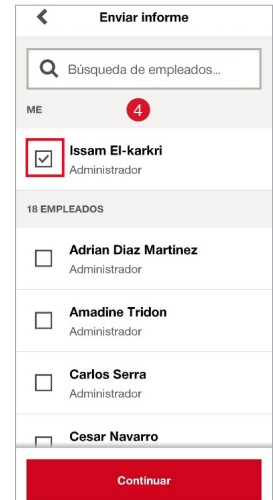 Enviar informe
Búsqueda de empleados...
ME
4
Issam El-karkri
Administrador
18 EMPLEADOS
Adrian Diaz Martinez
Administrador
Amadine Tridon
Administrador
Carlos Serra
Administrador
Cesar Navarro
Continuar